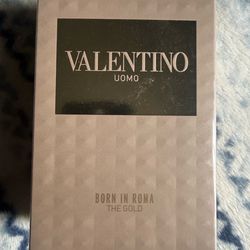 VALENTINO
UOMO
BORN IN ROMA
THE GOLD